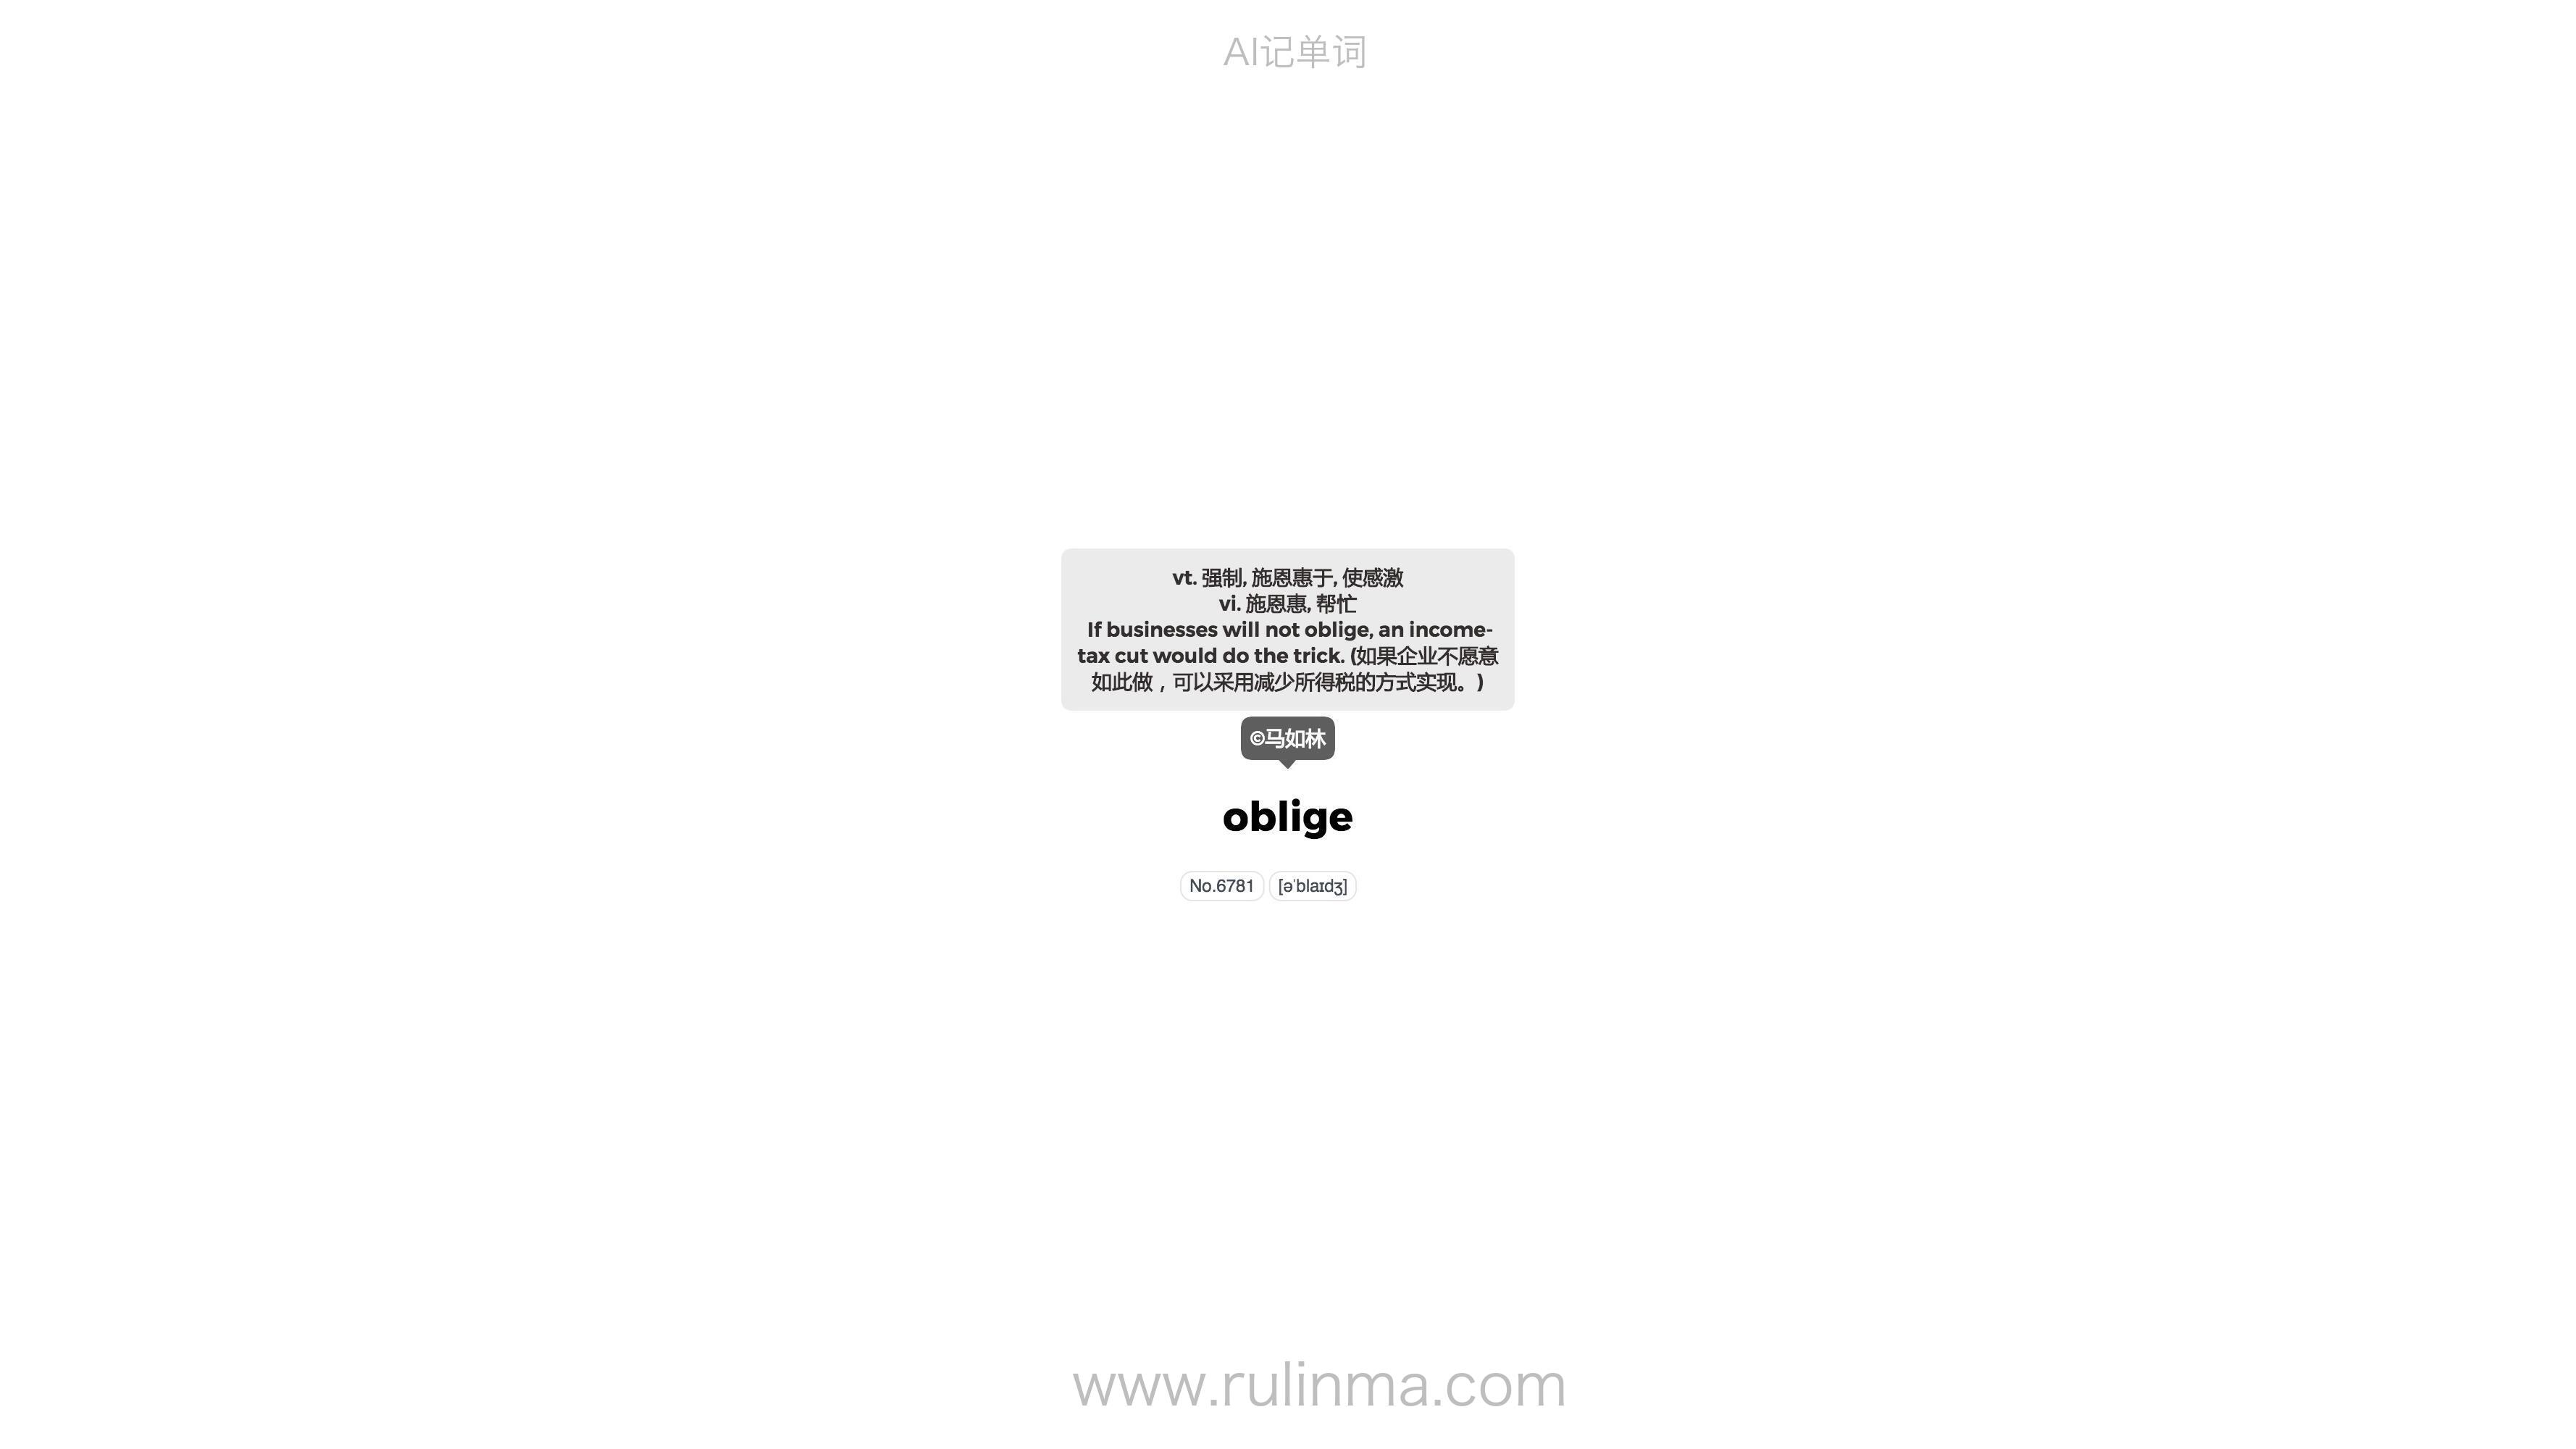 AI记单词
vt. 强制, 施恩惠于, 使感激
vi. 施恩惠, 帮忙
If businesses will not oblige, an income-
tax cut would do the trick. (如果企业不愿意
如此做，可以采用减少所得税的方式实现。)
©马如林
oblige
No.6781 [əˈblaɪdʒ]
www.rulinma.com